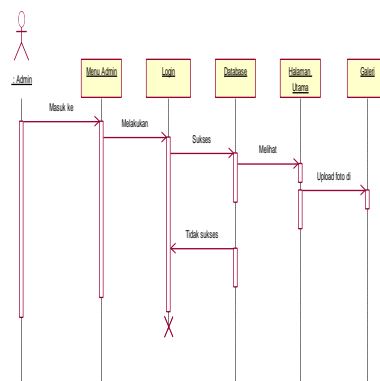 : Admin
Menu Admin
Login
Database
Halaman
Utama
Galeri
Masuk ke
Melakukan
Sukses
Melihat
Upload foto di
Tidak sukses